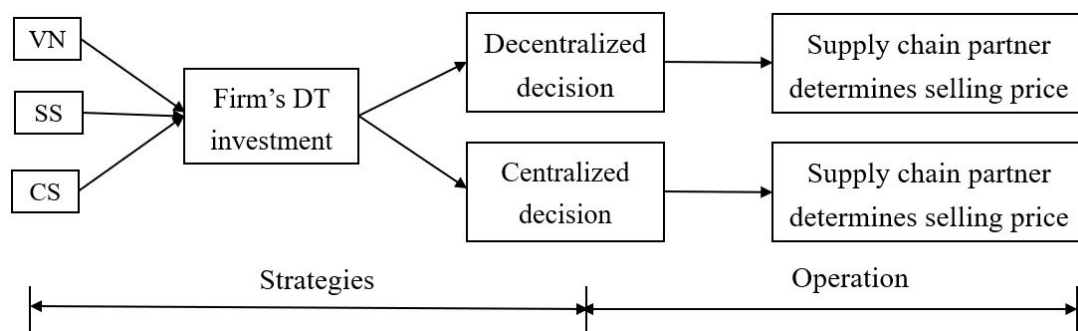 VN
SS
CS
Firm's DT
investment
Decentralized
decision
Centralized
decision
Supply chain partner
determines selling price
Supply chain partner
determines selling price
Strategies
Operation